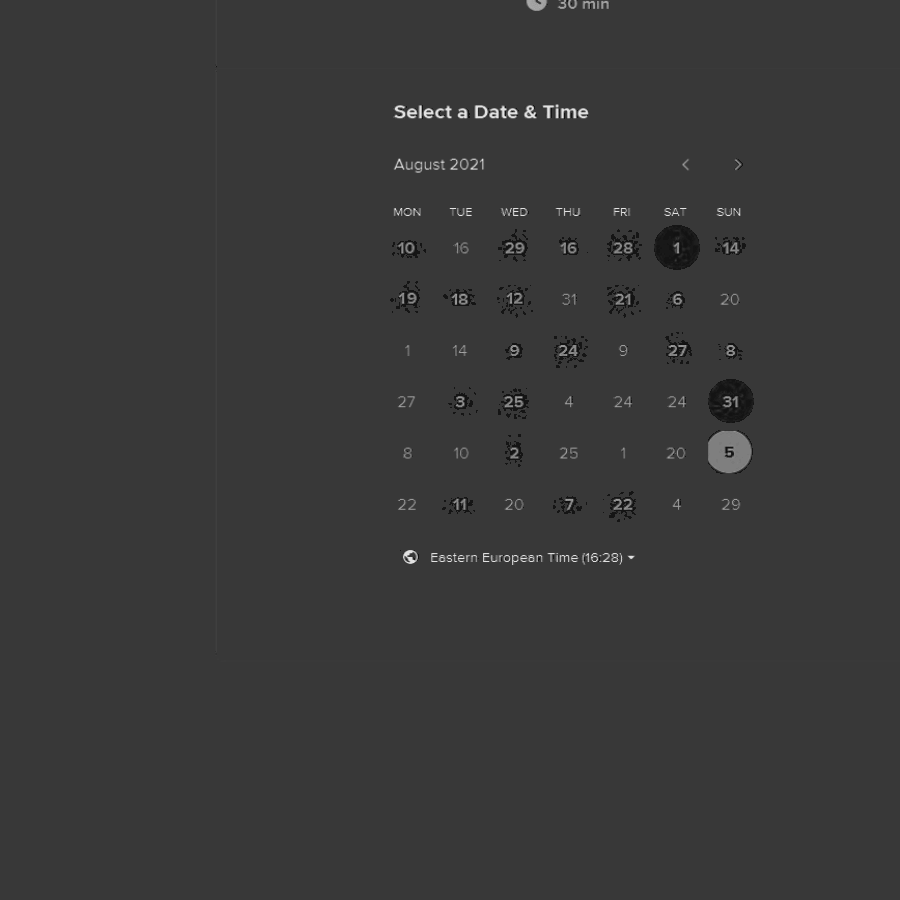 30 min
Select a Date & Time
August 2021
MON TUE WED THU FRI SAT SUN
10 16 29 16 28 1 14
19 18 12 31 21 6 20
1 14 9 24 9 27 8
27 3 25 4 24 24 31
8 10 2 25 1 20 5
22 11 20 7 22 4 29
Eastern European Time (16:28)